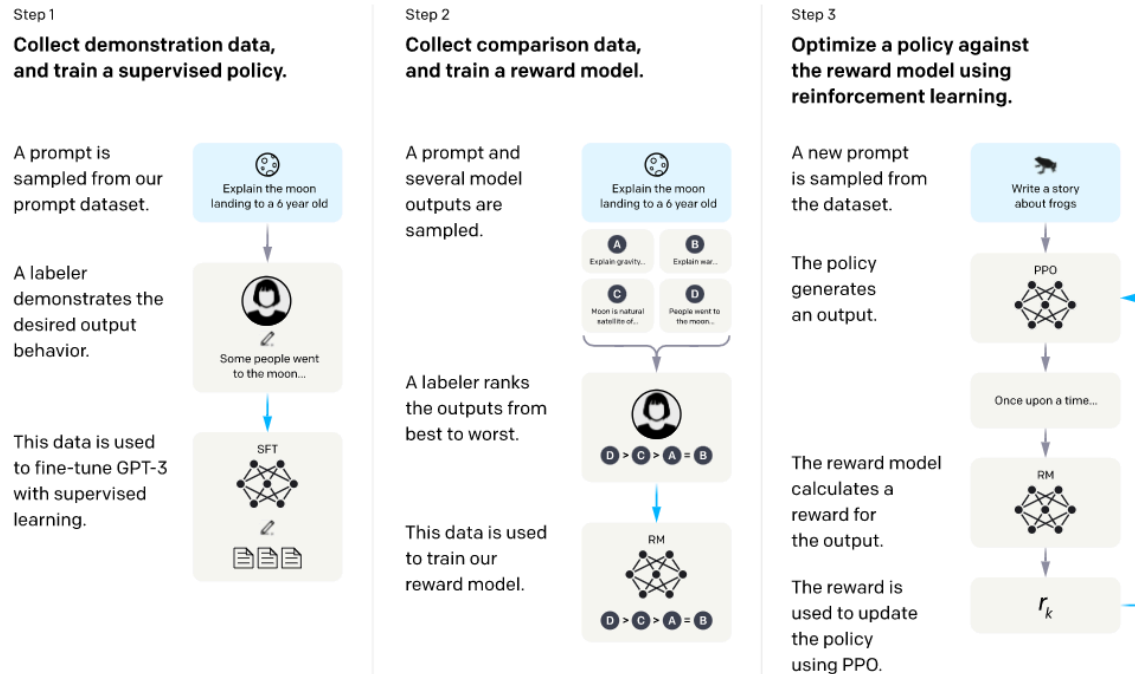 Step 1
Collect demonstration data,
and train a supervised policy.
A prompt is
sampled from our
prompt dataset.
Explain the moon
landing to a 6 year old
A labeler
demonstrates the
desired output
behavior.
Some people went
to the moon...
This data is used
to fine-tune GPT-3
with supervised
learning.
SFT
Step 2
Collect comparison data,
and train a reward model.
A prompt and
several model
outputs are
sampled.
Explain the moon
landing to a 6 year old
A
Explain gravity...
B
Explain war...
C
Moon is natural
satellite of...
D
People went to
the moon...
A labeler ranks
the outputs from
best to worst.
D > C > A = B
This data is used
to train our
reward model.
RM
D > C > A = B
Step 3
Optimize a policy against
the reward model using
reinforcement learning.
A new prompt
is sampled from
the dataset.
Write a story
about frogs
The policy
generates
an output.
PPO
Once upon a time...
The reward model
calculates a
reward for
the output.
RM
The reward is
used to update
the policy
using PPO.
r_k